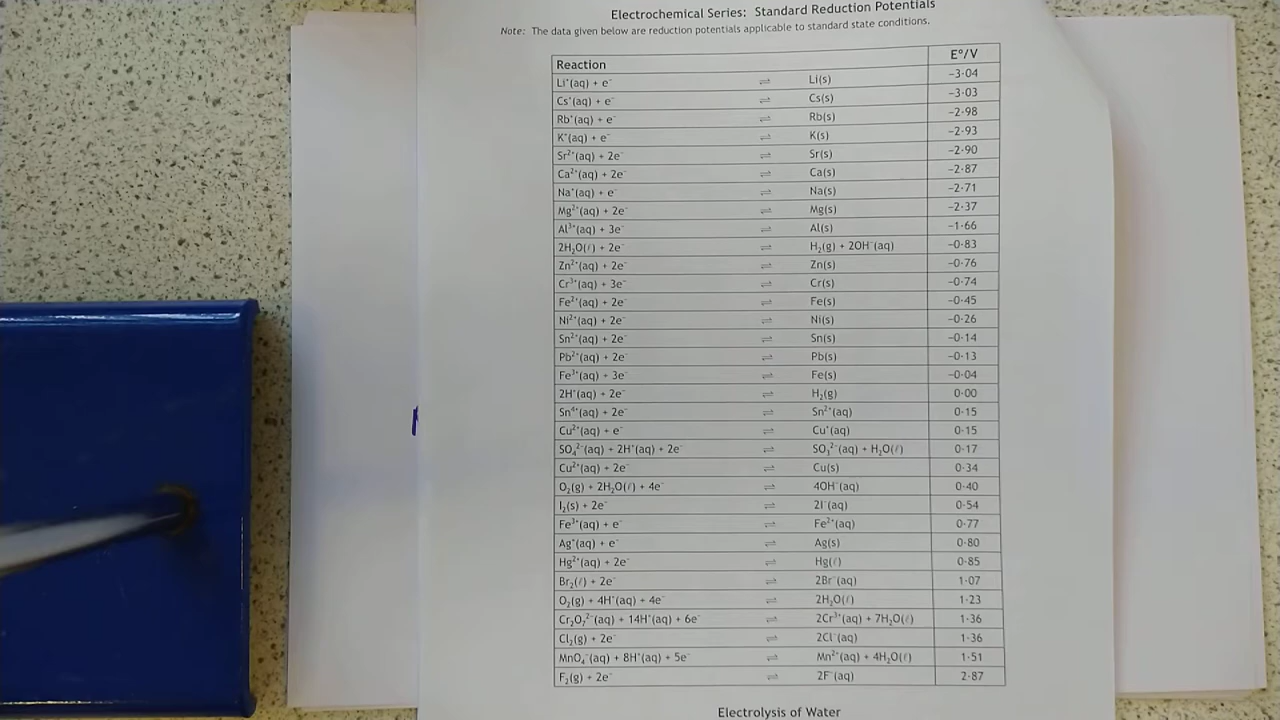 Electrochemical Series: Standard Reduction Potentials
Note: The data given below are reduction potentials applicable to standard state conditions.
Reaction E°/V
Li⁺(aq) + e⁻ ⇌ Li(s) −3·04
Cs⁺(aq) + e⁻ ⇌ Cs(s) −3·03
Rb⁺(aq) + e⁻ ⇌ Rb(s) −2·98
K⁺(aq) + e⁻ ⇌ K(s) −2·93
Sr²⁺(aq) + 2e⁻ ⇌ Sr(s) −2·90
Ca²⁺(aq) + 2e⁻ ⇌ Ca(s) −2·87
Na⁺(aq) + e⁻ ⇌ Na(s) −2·71
Mg²⁺(aq) + 2e⁻ ⇌ Mg(s) −2·37
Al³⁺(aq) + 3e⁻ ⇌ Al(s) −1·66
2H₂O(ℓ) + 2e⁻ ⇌ H₂(g) + 2OH⁻(aq) −0·83
Zn²⁺(aq) + 2e⁻ ⇌ Zn(s) −0·76
Cr³⁺(aq) + 3e⁻ ⇌ Cr(s) −0·74
Fe²⁺(aq) + 2e⁻ ⇌ Fe(s) −0·45
Ni²⁺(aq) + 2e⁻ ⇌ Ni(s) −0·26
Sn²⁺(aq) + 2e⁻ ⇌ Sn(s) −0·14
Pb²⁺(aq) + 2e⁻ ⇌ Pb(s) −0·13
Fe³⁺(aq) + 3e⁻ ⇌ Fe(s) −0·04
2H⁺(aq) + 2e⁻ ⇌ H₂(g) 0·00
Sn⁴⁺(aq) + 2e⁻ ⇌ Sn²⁺(aq) 0·15
Cu²⁺(aq) + e⁻ ⇌ Cu⁺(aq) 0·15
SO₄²⁻(aq) + 2H⁺(aq) + 2e⁻ ⇌ SO₃²⁻(aq) + H₂O(ℓ) 0·17
Cu²⁺(aq) + 2e⁻ ⇌ Cu(s) 0·34
O₂(g) + 2H₂O(ℓ) + 4e⁻ ⇌ 4OH⁻(aq) 0·40
I₂(s) + 2e⁻ ⇌ 2I⁻(aq) 0·54
Fe³⁺(aq) + e⁻ ⇌ Fe²⁺(aq) 0·77
Ag⁺(aq) + e⁻ ⇌ Ag(s) 0·80
Hg²⁺(aq) + 2e⁻ ⇌ Hg(ℓ) 0·85
Br₂(ℓ) + 2e⁻ ⇌ 2Br⁻(aq) 1·07
O₂(g) + 4H⁺(aq) + 4e⁻ ⇌ 2H₂O(ℓ) 1·23
Cr₂O₇²⁻(aq) + 14H⁺(aq) + 6e⁻ ⇌ 2Cr³⁺(aq) + 7H₂O(ℓ) 1·36
Cl₂(g) + 2e⁻ ⇌ 2Cl⁻(aq) 1·36
MnO₄⁻(aq) + 8H⁺(aq) + 5e⁻ ⇌ Mn²⁺(aq) + 4H₂O(ℓ) 1·51
F₂(g) + 2e⁻ ⇌ 2F⁻(aq) 2·87
Electrolysis of Water